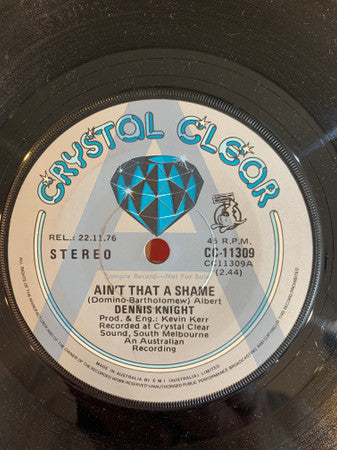 CRYSTAL CLEAR
A
REL.: 22.11.76
45 R.P.M.
STEREO
CC-11309
CC11309A
(2.44)
Sample Record—Not For Sale
AIN'T THAT A SHAME
(Domino-Bartholomew) Albert
DENNIS KNIGHT
Prod. & Eng.: Kevin Kerr
Recorded at Crystal Clear
Sound, South Melbourne
An Australian
Recording
MADE IN AUSTRALIA BY E M I (AUSTRALIA) LIMITED